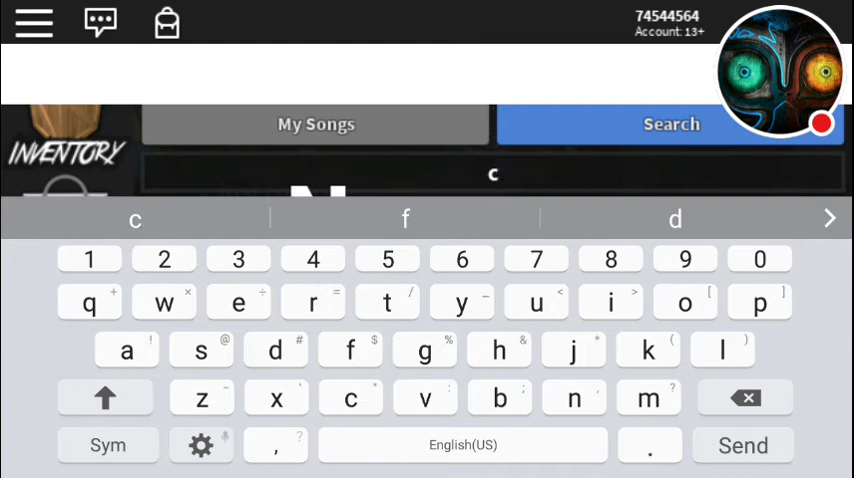 74544564
Account: 13+
My Songs
Search
INVENTORY
c
N
c
f
d
1 2 3 4 5 6 7 8 9 0
q + w × e ÷ r = t / y _ u < i > o [ p ]
a ! s @ d # f $ g % h & j * k ( l )
z - x ' c " v : b ; n , m ?
Sym , ? English(US) . Send